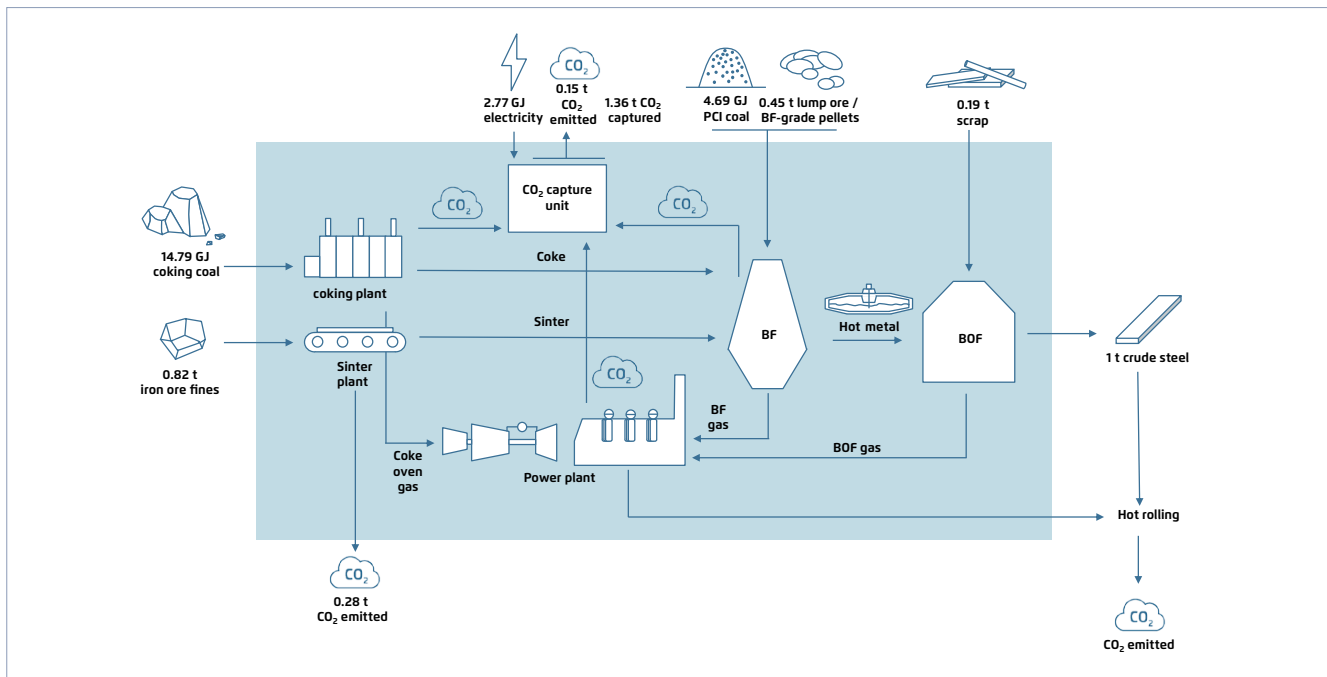 CO₂
2.77 GJ
electricity
0.15 t
CO₂
emitted
1.36 t CO₂
captured
4.69 GJ
PCI coal
0.45 t lump ore /
BF-grade pellets
0.19 t
scrap
CO₂ capture
unit
CO₂
CO₂
14.79 GJ
coking coal
coking plant
Coke
Sinter
Hot metal
BF
BOF
1 t crude steel
0.82 t
iron ore fines
Sinter
plant
CO₂
BF
gas
BOF gas
Coke
oven
gas
Power plant
Hot rolling
CO₂
0.28 t
CO₂ emitted
CO₂
CO₂ emitted